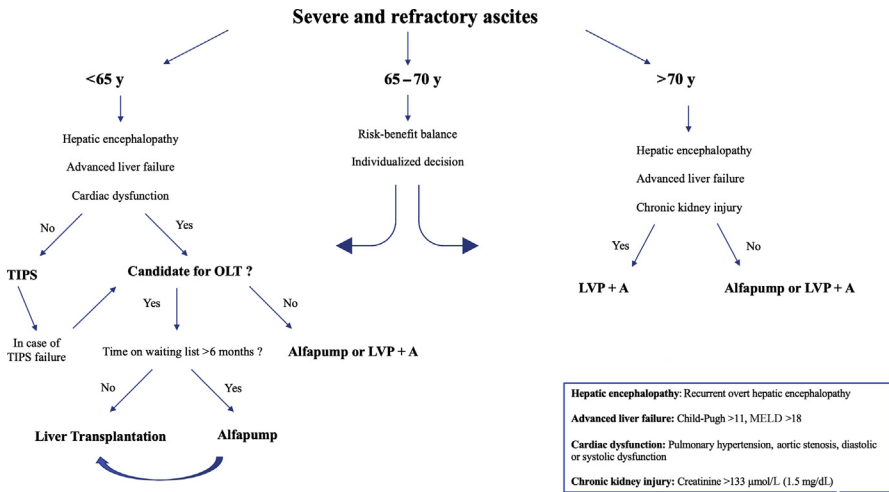 Severe and refractory ascites
<65 y
65–70 y
>70 y
Hepatic encephalopathy
Advanced liver failure
Cardiac dysfunction
Risk-benefit balance
Individualized decision
Hepatic encephalopathy
Advanced liver failure
Chronic kidney injury
No
Yes
Yes
No
TIPS
Candidate for OLT ?
LVP + A
Alfapump or LVP + A
Yes
No
In case of
TIPS failure
Time on waiting list >6 months ?
Alfapump or LVP + A
No
Yes
Liver Transplantation
Alfapump
Hepatic encephalopathy: Recurrent overt hepatic encephalopathy
Advanced liver failure: Child-Pugh >11, MELD >18
Cardiac dysfunction: Pulmonary hypertension, aortic stenosis, diastolic
or systolic dysfunction
Chronic kidney injury: Creatinine >133 μmol/L (1.5 mg/dL)